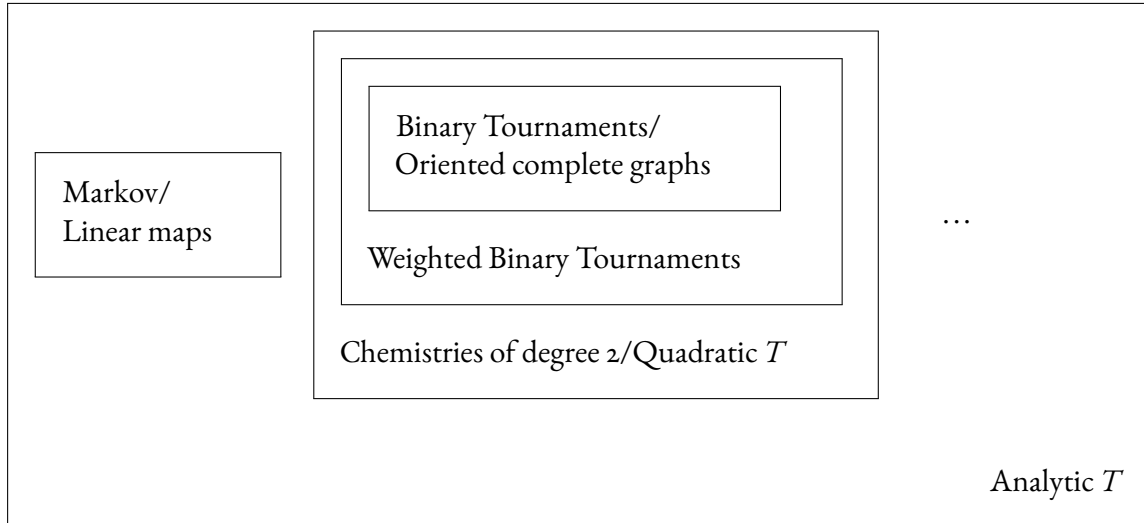 Binary Tournaments/
Oriented complete graphs
Markov/
Linear maps
...
Weighted Binary Tournaments
Chemistries of degree 2/Quadratic T
Analytic T